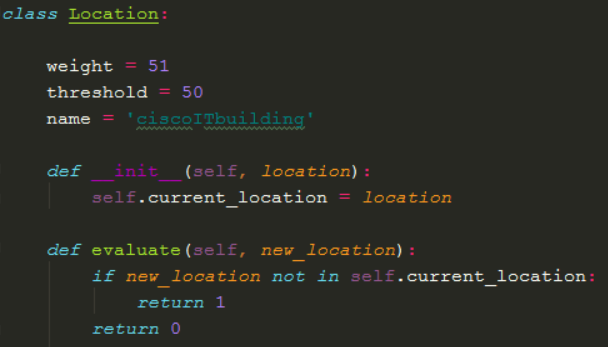 class Location:
weight = 51
threshold = 50
name = 'ciscoITbuilding'
def __init__(self, location):
self.current_location = location
def evaluate(self, new_location):
if new_location not in self.current_location:
return 1
return 0